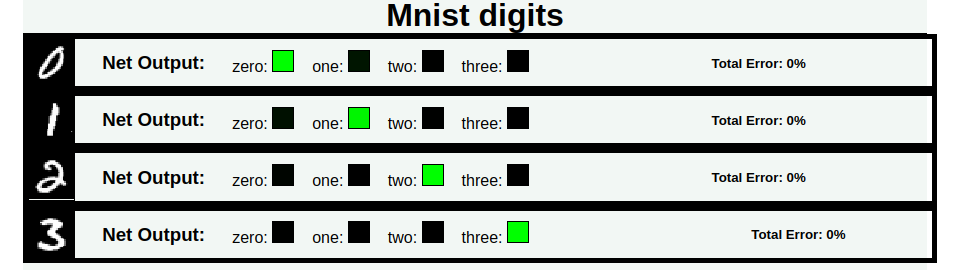 Mnist digits
0 Net Output: zero: one: two: three: Total Error: 0%
1 Net Output: zero: one: two: three: Total Error: 0%
2 Net Output: zero: one: two: three: Total Error: 0%
3 Net Output: zero: one: two: three: Total Error: 0%